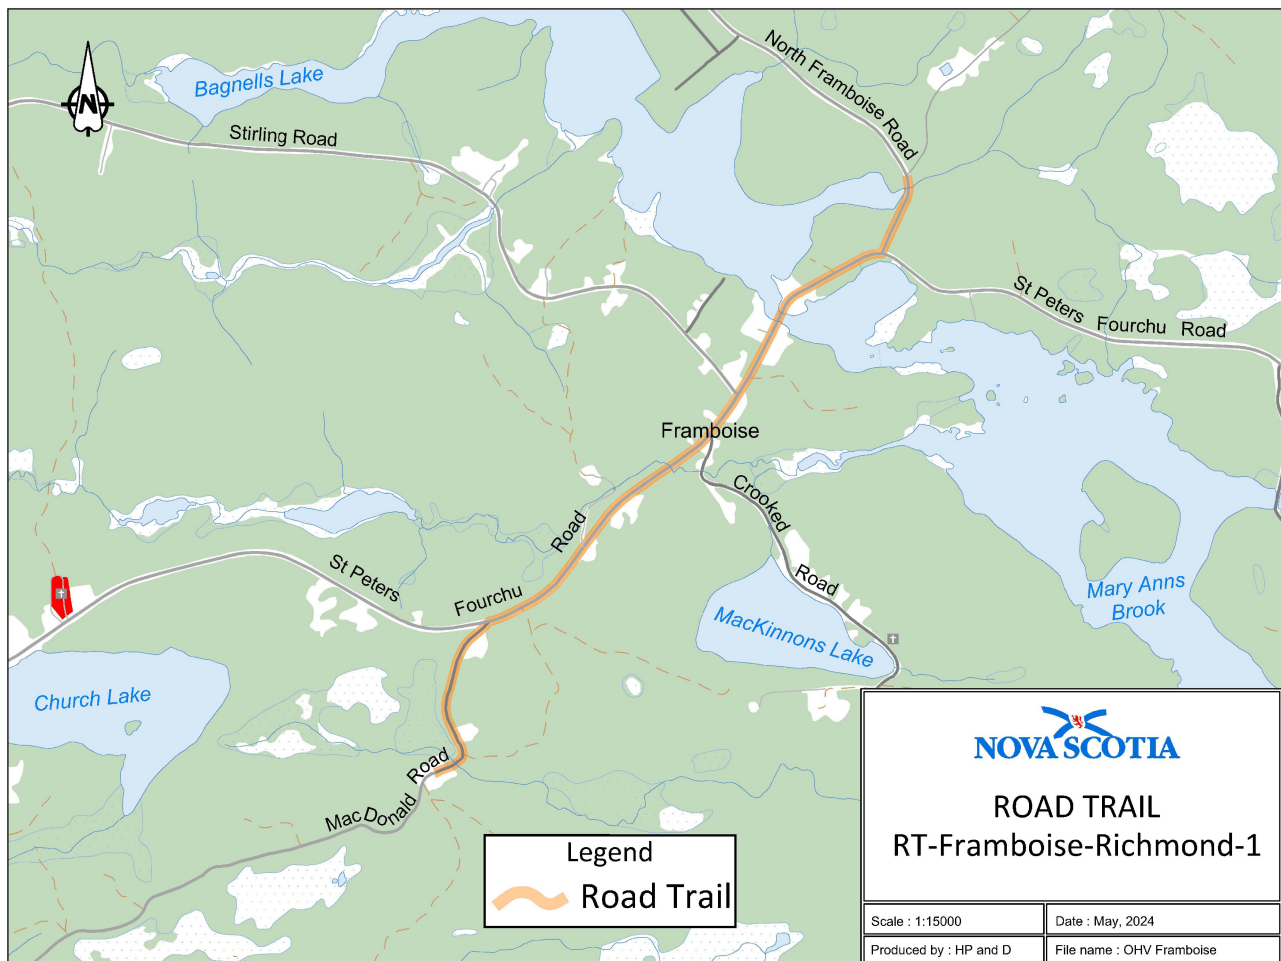 North Framboise Road
Bagnells Lake
N
Stirling Road
St Peters Fourchu Road
Framboise
Crooked
Road
Road
St Peters
Fourchu
Mary Anns
Brook
MacKinnons Lake
Church Lake
Road
MacDonald
NOVA SCOTIA
ROAD TRAIL
RT-Framboise-Richmond-1
Legend
Road Trail
Scale : 1:15000
Date : May, 2024
Produced by : HP and D
File name : OHV Framboise